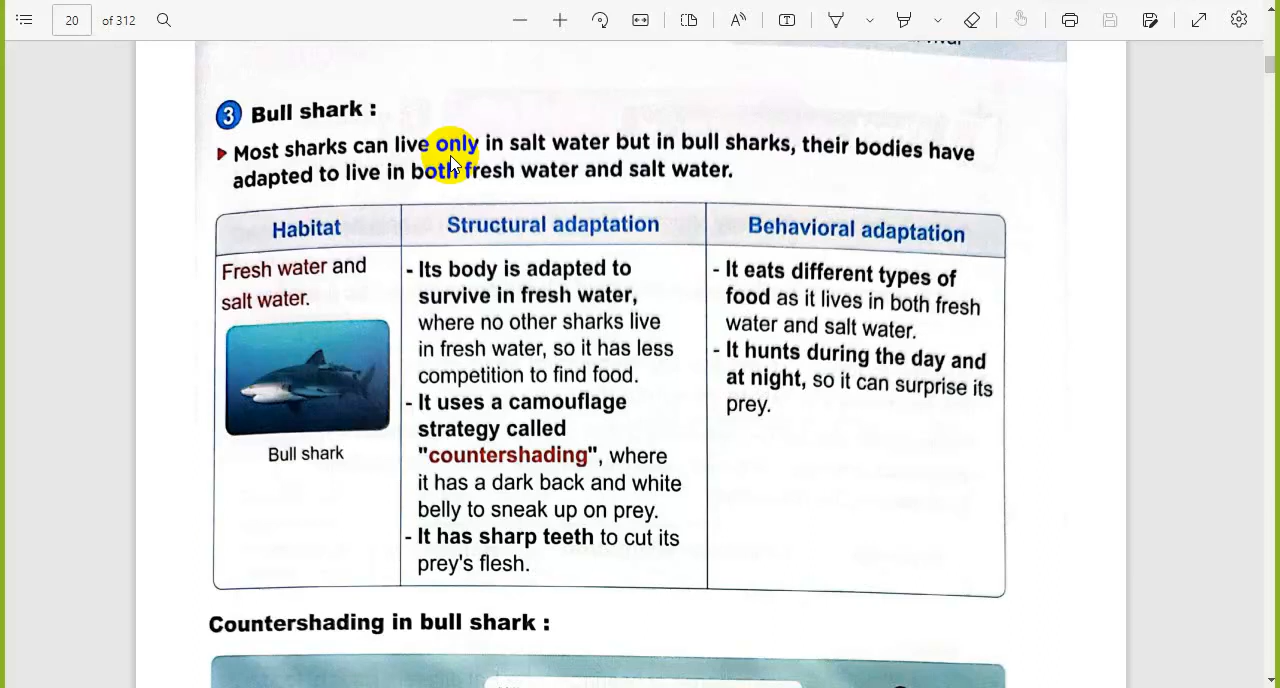 20 of 312
3 Bull shark :
Most sharks can live only in salt water but in bull sharks, their bodies have
adapted to live in both fresh water and salt water.
Habitat
Fresh water and
salt water.
Bull shark
Structural adaptation
- Its body is adapted to
survive in fresh water,
where no other sharks live
in fresh water, so it has less
competition to find food.
- It uses a camouflage
strategy called
"countershading", where
it has a dark back and white
belly to sneak up on prey.
- It has sharp teeth to cut its
prey's flesh.
Behavioral adaptation
- It eats different types of
food as it lives in both fresh
water and salt water.
- It hunts during the day and
at night, so it can surprise its
prey.
Countershading in bull shark :